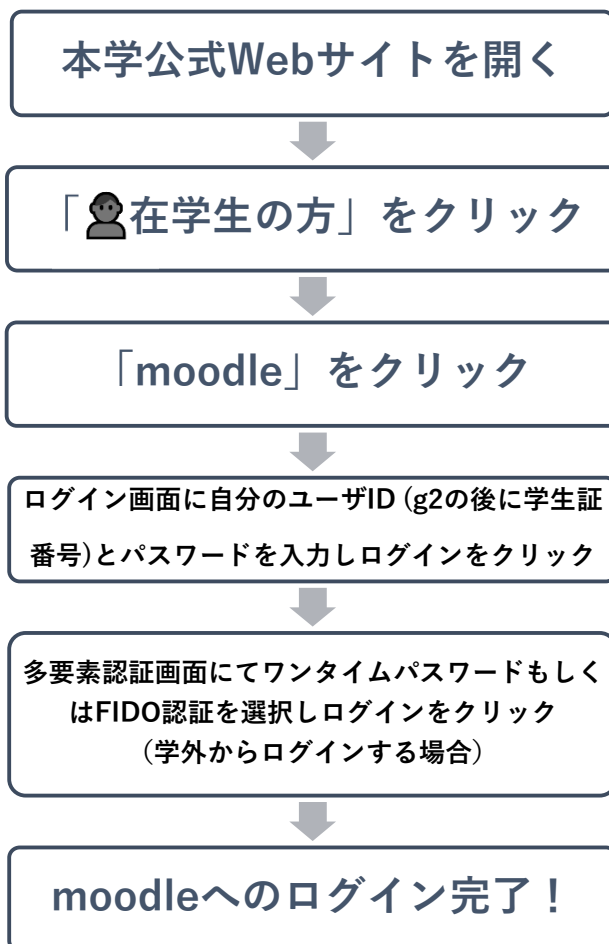 本学公式Webサイトを開く
「在学生の方」をクリック
「moodle」をクリック
ログイン画面に自分のユーザID (g2の後に学生証
番号)とパスワードを入力しログインをクリック
多要素認証画面にてワンタイムパスワードもしく
はFIDO認証を選択しログインをクリック
（学外からログインする場合）
moodleへのログイン完了！